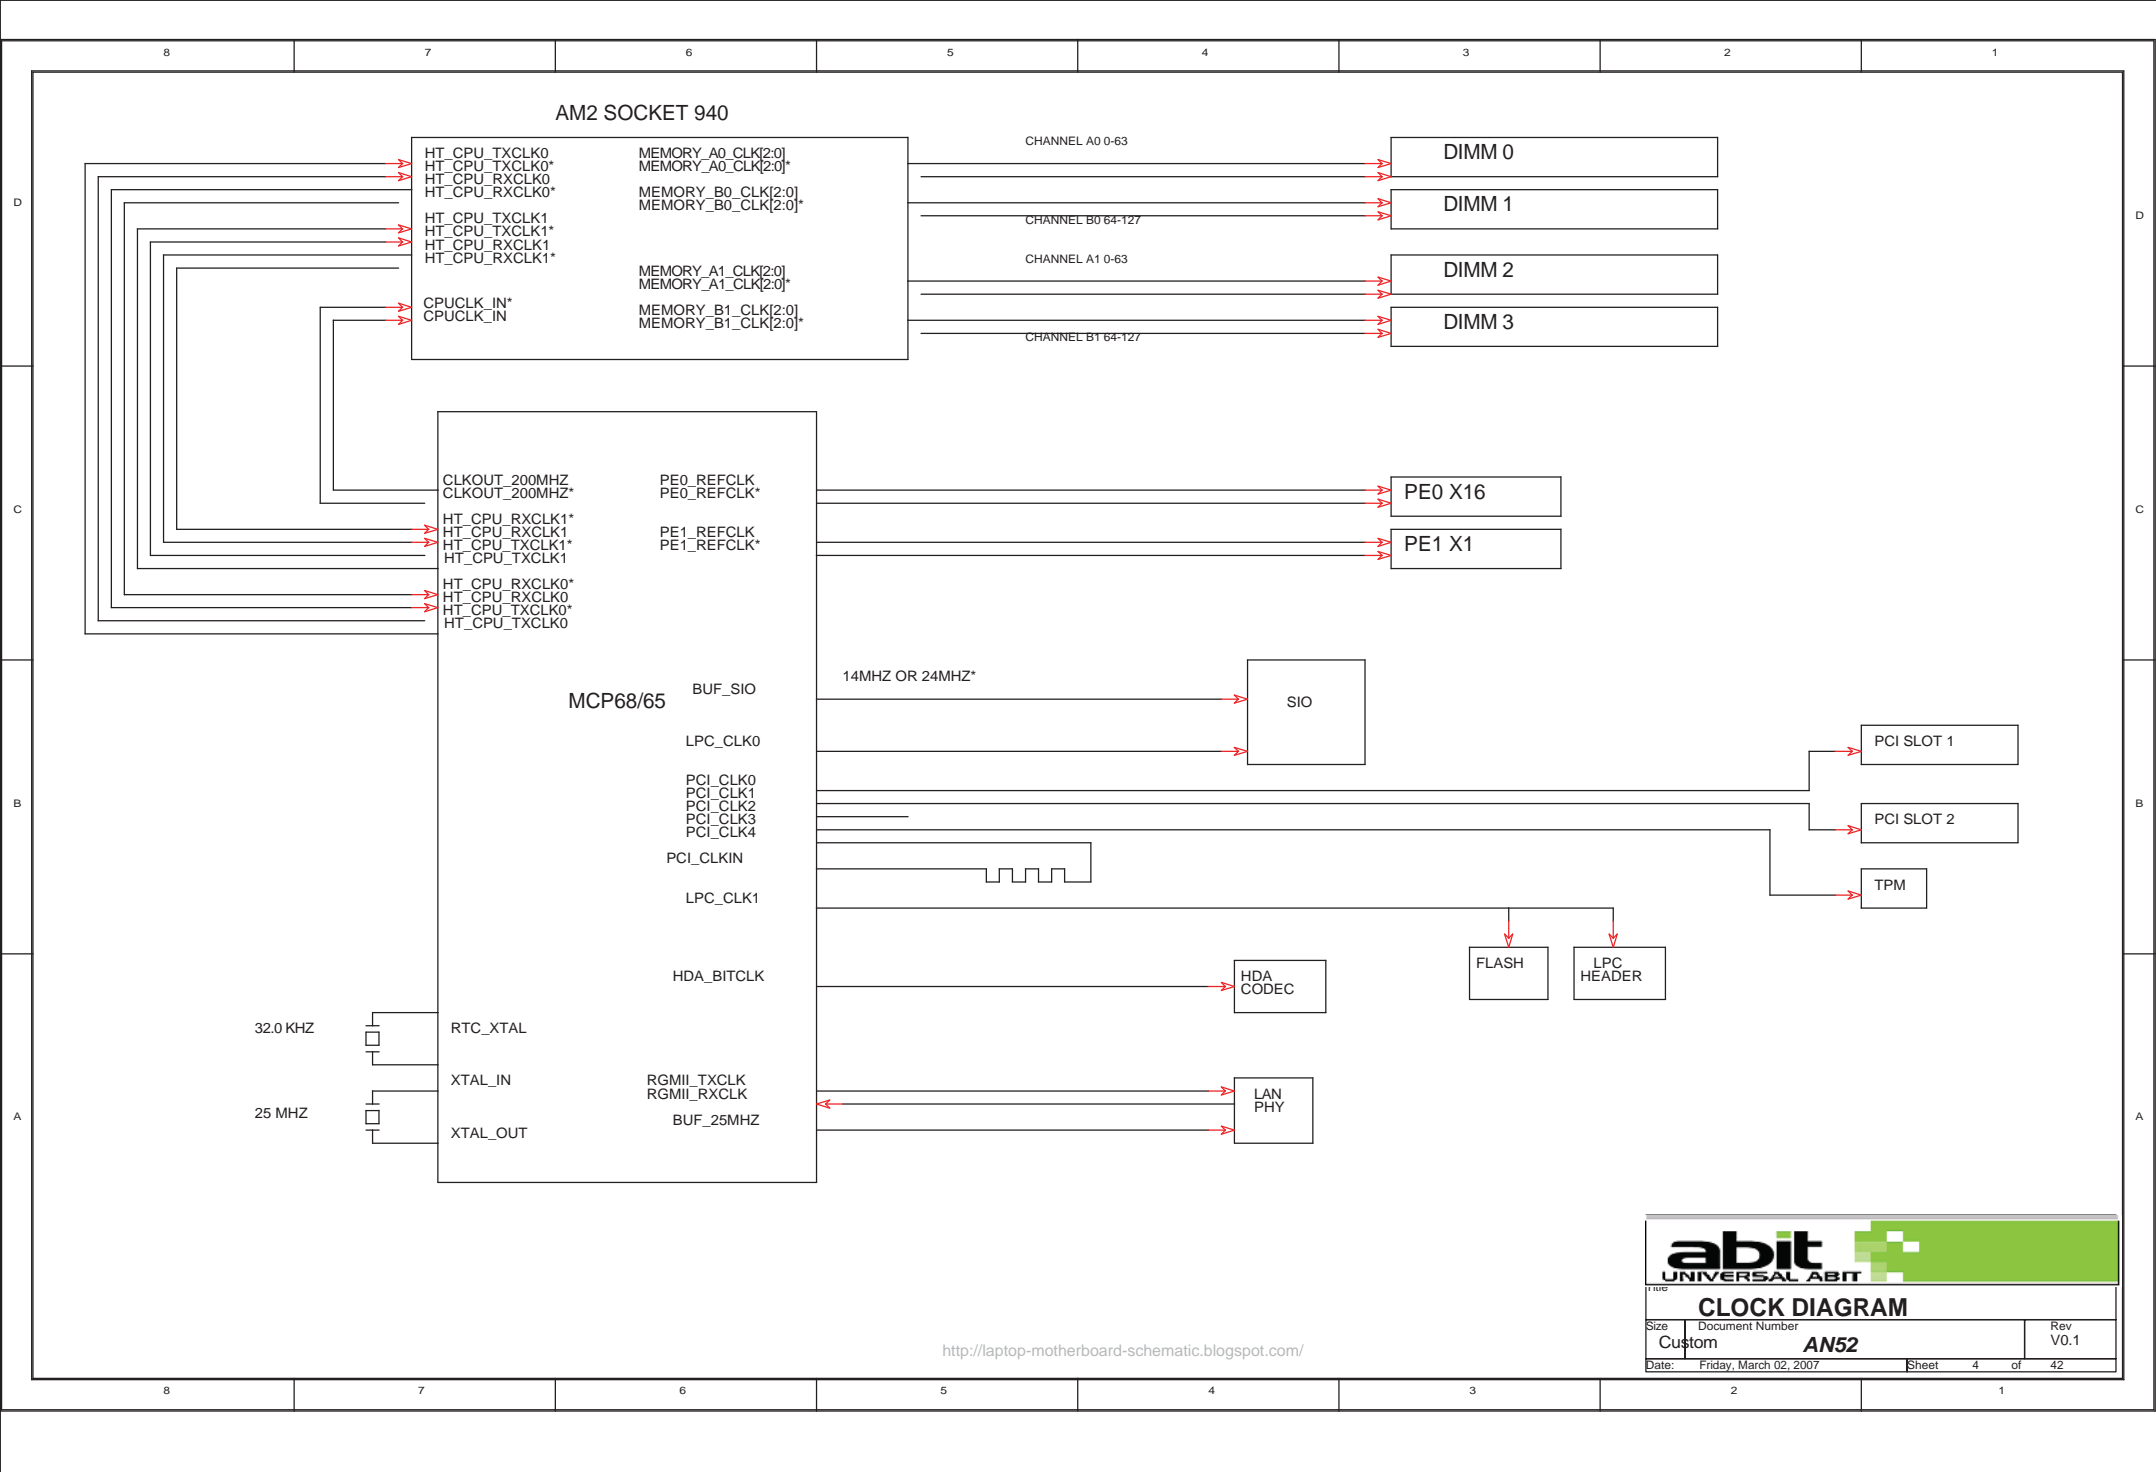 8 7 6 5 4 3 2 1
AM2 SOCKET 940
HT_CPU_TXCLK0
HT_CPU_TXCLK0*
HT_CPU_RXCLK0
HT_CPU_RXCLK0*
HT_CPU_TXCLK1
HT_CPU_TXCLK1*
HT_CPU_RXCLK1
HT_CPU_RXCLK1*
CPUCLK_IN*
CPUCLK_IN
MEMORY_A0_CLK[2:0]
MEMORY_A0_CLK[2:0]*
MEMORY_B0_CLK[2:0]
MEMORY_B0_CLK[2:0]*
MEMORY_A1_CLK[2:0]
MEMORY_A1_CLK[2:0]*
MEMORY_B1_CLK[2:0]
MEMORY_B1_CLK[2:0]*
CHANNEL A0 0-63
CHANNEL B0 64-127
CHANNEL A1 0-63
CHANNEL B1 64-127
DIMM 0
DIMM 1
DIMM 2
DIMM 3
D
D
CLKOUT_200MHZ
CLKOUT_200MHZ*
HT_CPU_RXCLK1*
HT_CPU_RXCLK1
HT_CPU_TXCLK1*
HT_CPU_TXCLK1
HT_CPU_RXCLK0*
HT_CPU_RXCLK0
HT_CPU_TXCLK0*
HT_CPU_TXCLK0
PE0_REFCLK
PE0_REFCLK*
PE1_REFCLK
PE1_REFCLK*
PE0 X16
PE1 X1
C
C
MCP68/65
BUF_SIO
14MHZ OR 24MHZ*
SIO
LPC_CLK0
PCI_CLK0
PCI_CLK1
PCI_CLK2
PCI_CLK3
PCI_CLK4
PCI_CLKIN
LPC_CLK1
PCI SLOT 1
PCI SLOT 2
TPM
B
B
FLASH
LPC
HEADER
HDA_BITCLK
HDA
CODEC
32.0 KHZ
RTC_XTAL
XTAL_IN
25 MHZ
XTAL_OUT
RGMII_TXCLK
RGMII_RXCLK
BUF_25MHZ
LAN
PHY
A
A
abit
UNIVERSAL ABIT
Title
CLOCK DIAGRAM
Size Document Number Rev
Custom AN52 V0.1
Date: Friday, March 02, 2007 Sheet 4 of 42
http://laptop-motherboard-schematic.blogspot.com/
8 7 6 5 4 3 2 1